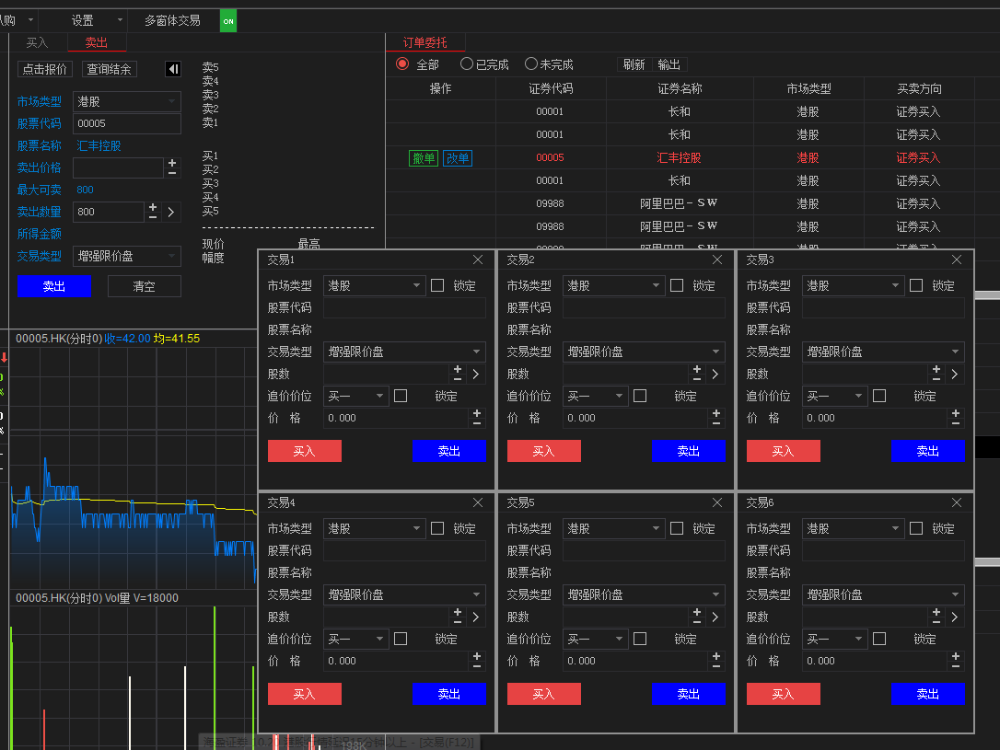 购 设置 多窗体交易 ON
买入 卖出 订单委托
点击报价 查询结余
市场类型 港股
股票代码 00005
股票名称 汇丰控股
卖出价格
最大可卖 800
卖出数量 800
所得金额
交易类型 增强限价盘
卖出 清空
卖5
卖4
卖3
卖2
卖1
买1
买2
买3
买4
买5
现价 最高
幅度
全部 已完成 未完成 刷新 输出
操作 证券代码 证券名称 市场类型 买卖方向
00001 长和 港股 证券买入
00001 长和 港股 证券买入
撤单 改单 00005 汇丰控股 港股 证券买入
00001 长和 港股 证券买入
09988 阿里巴巴-SW 港股 证券买入
09988 阿里巴巴-SW 港股 证券买入
00005.HK(分时0) 收=42.00 均=41.55
00005.HK(分时0) Vol量 V=18000
交易1
市场类型 港股 锁定
股票代码
股票名称
交易类型 增强限价盘
股数
追价价位 买一 锁定
价 格 0.000
买入 卖出
交易2
市场类型 港股 锁定
股票代码
股票名称
交易类型 增强限价盘
股数
追价价位 买一 锁定
价 格 0.000
买入 卖出
交易3
市场类型 港股 锁定
股票代码
股票名称
交易类型 增强限价盘
股数
追价价位 买一 锁定
价 格 0.000
买入 卖出
交易4
市场类型 港股 锁定
股票代码
股票名称
交易类型 增强限价盘
股数
追价价位 买一 锁定
价 格 0.000
买入 卖出
交易5
市场类型 港股 锁定
股票代码
股票名称
交易类型 增强限价盘
股数
追价价位 买一 锁定
价 格 0.000
买入 卖出
交易6
市场类型 港股 锁定
股票代码
股票名称
交易类型 增强限价盘
股数
追价价位 买一 锁定
价 格 0.000
买入 卖出
198K
[交易(F12)]